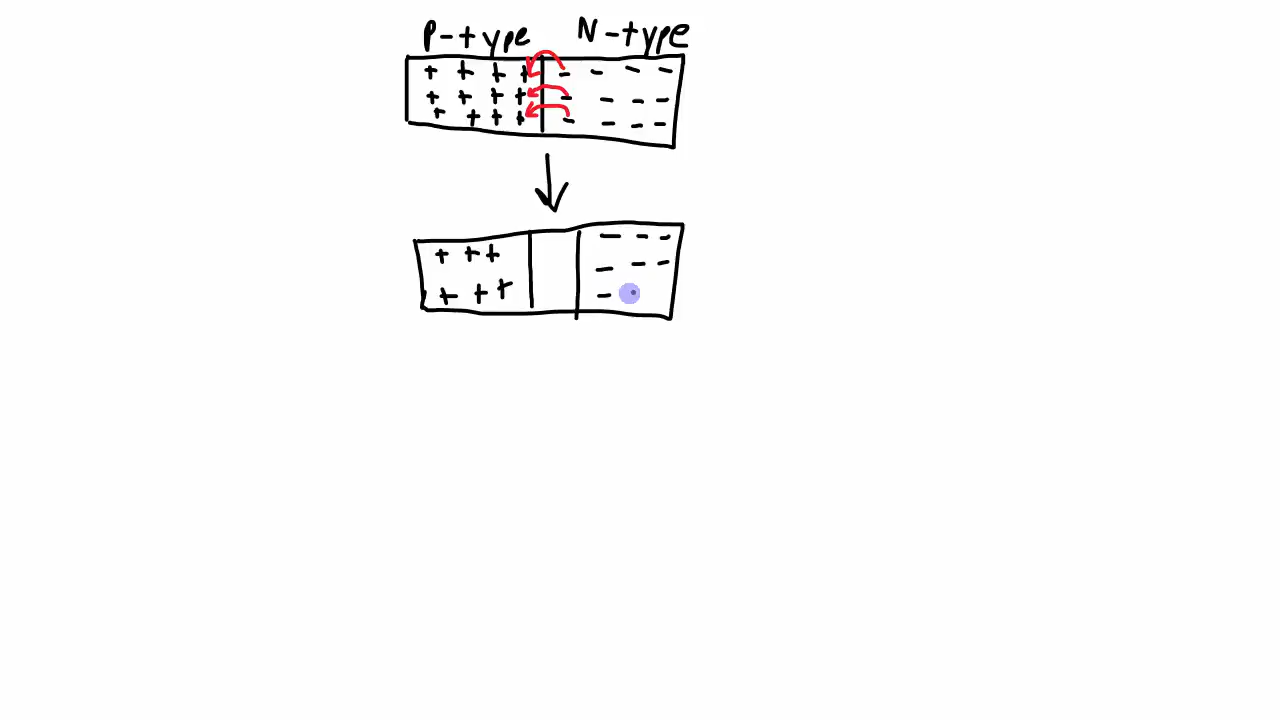 P-type N-type
+ + + + - - - -
+ + + + - - - -
+ + + + - - - -
+ + + - - -
- - -
+ + + -